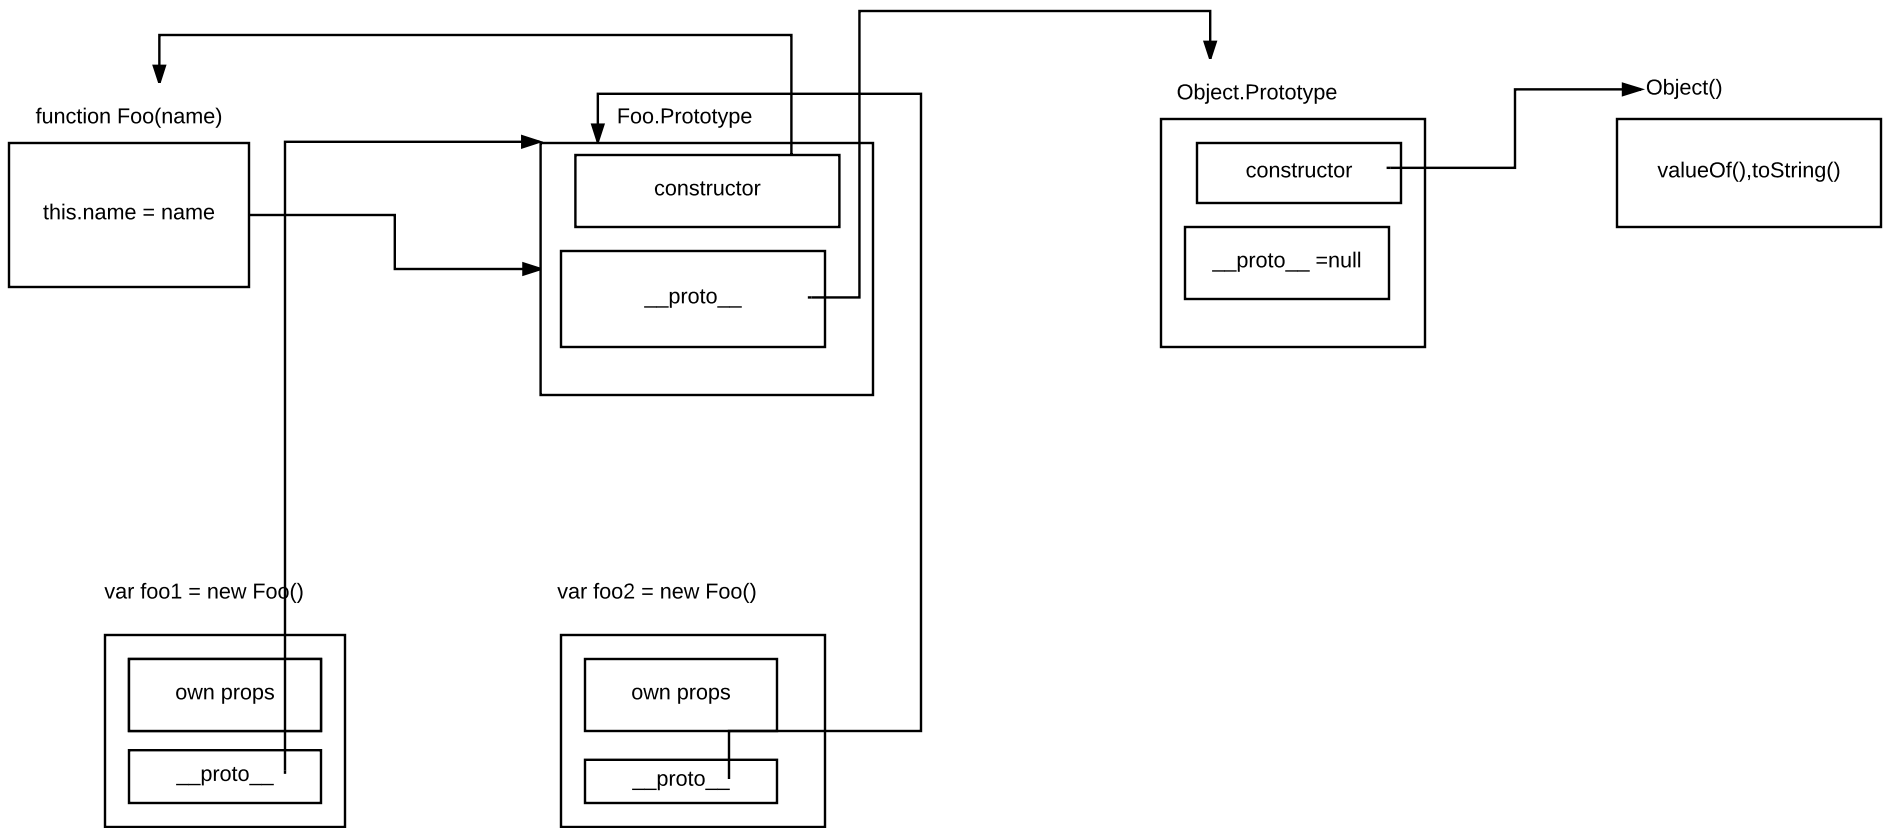 function Foo(name)
this.name = name
Foo.Prototype
constructor
__proto__
Object.Prototype
constructor
__proto__ =null
Object()
valueOf(),toString()
var foo1 = new Foo()
own props
__proto__
var foo2 = new Foo()
own props
__proto__